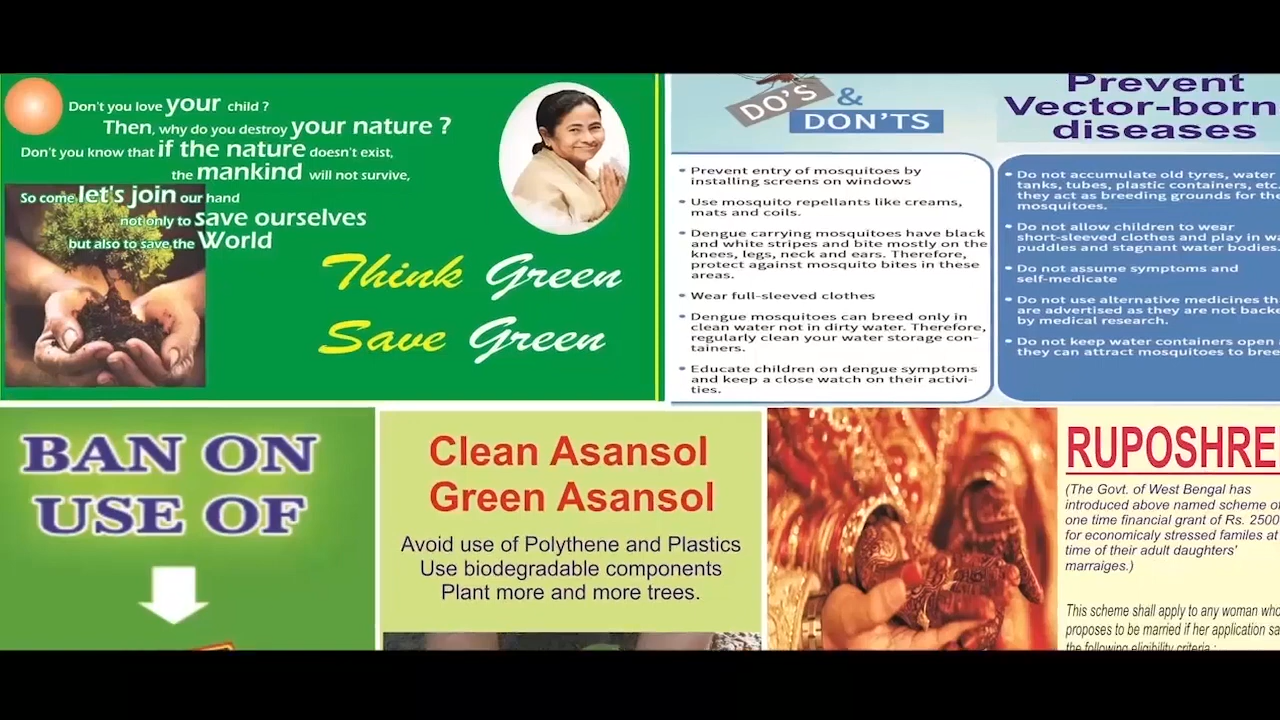 Don't you love your child ?
Then, why do you destroy your nature ?
Don't you know that if the nature doesn't exist,
the mankind will not survive,
So come let's join our hand
not only to save ourselves
but also to save the World
Think Green
Save Green
DO'S &
DON'TS
• Prevent entry of mosquitoes by
installing screens on windows
• Use mosquito repellants like creams,
mats and coils.
• Dengue carrying mosquitoes have black
and white stripes and bite mostly on the
knees, legs, neck and ears. Therefore,
protect against mosquito bites in these
areas.
• Wear full-sleeved clothes
• Dengue mosquitoes can breed only in
clean water not in dirty water. Therefore,
regularly clean your water storage con-
tainers.
• Educate children on dengue symptoms
and keep a close watch on their activi-
ties.
Prevent
Vector-born
diseases
• Do not accumulate old tyres, water
tanks, tubes, plastic containers, etc.
they act as breeding grounds for the
mosquitoes.
• Do not allow children to wear
short-sleeved clothes and play in wa
puddles and stagnant water bodies.
• Do not assume symptoms and
self-medicate
• Do not use alternative medicines th
are advertised as they are not backe
by medical research.
• Do not keep water containers open
they can attract mosquitoes to bree
BAN ON
USE OF
Clean Asansol
Green Asansol
Avoid use of Polythene and Plastics
Use biodegradable components
Plant more and more trees.
RUPOSHRE
(The Govt. of West Bengal has
introduced above named scheme of
one time financial grant of Rs. 2500
for economicaly stressed familes at
time of their adult daughters'
marraiges.)
This scheme shall apply to any woman who
proposes to be married if her application sa
the following eligibility criteria :